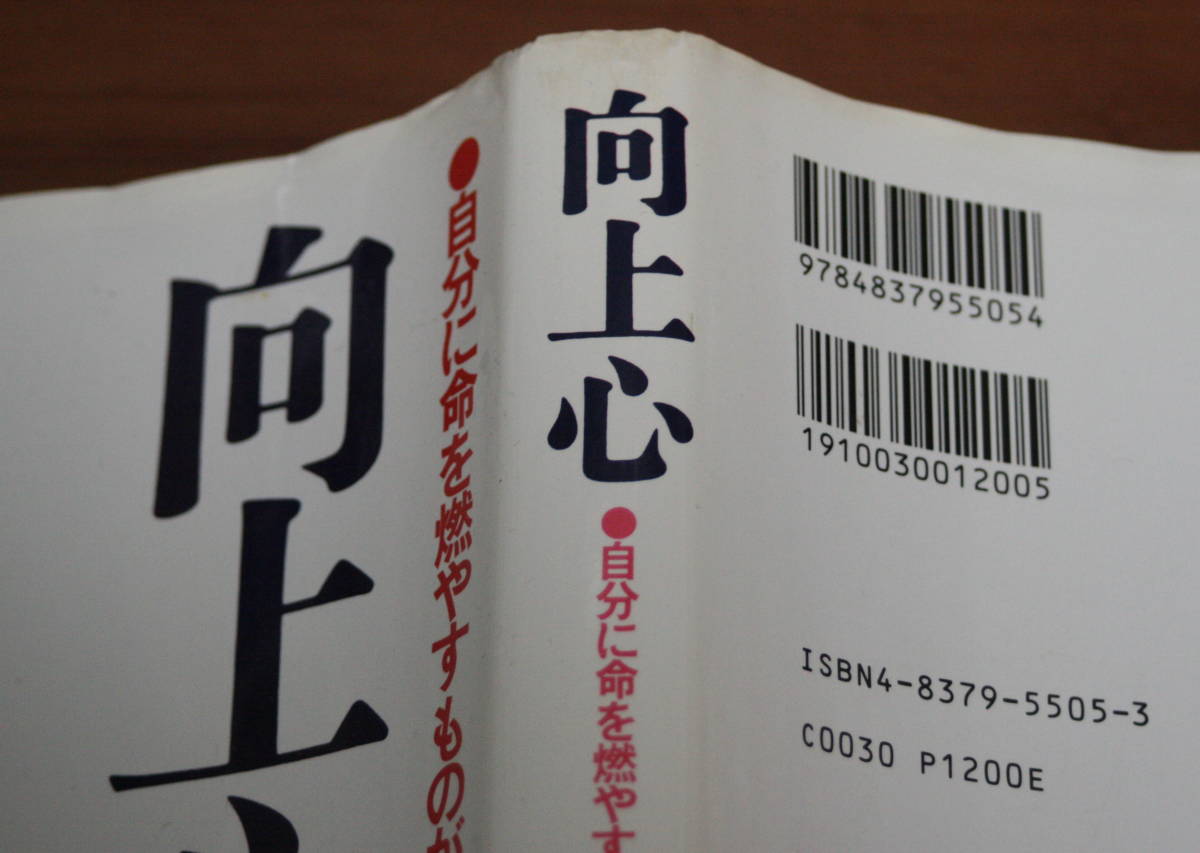 向上
●自分に命を燃やすものが
向上心
●自分に命を燃やす
9784837955054
1910030012005
ISBN4-8379-5505-3
C0030 P1200E